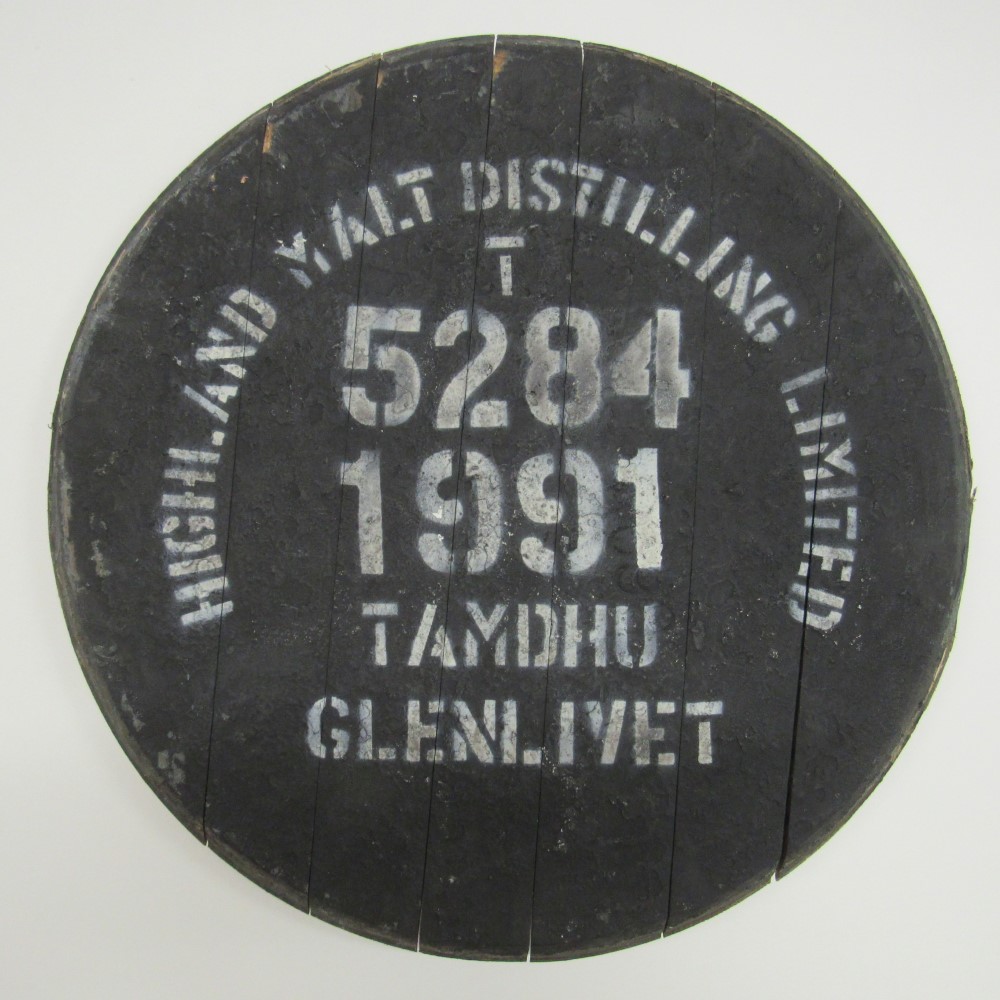 HIGHLAND MALT DISTILLING LIMITED
T
5284
1991
TAMDHU
GLENLIVET